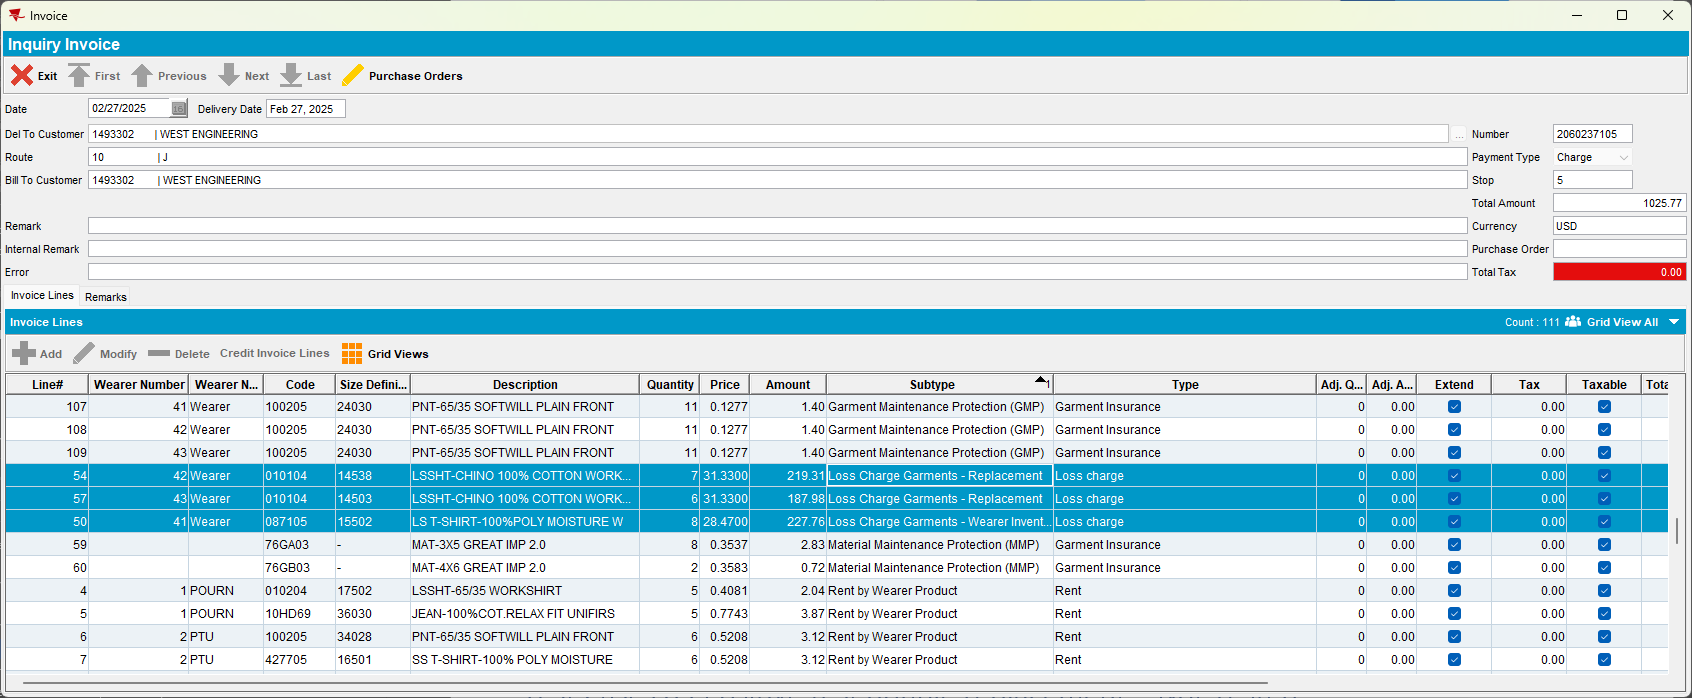 Invoice
Inquiry Invoice
Exit First Previous Next Last Purchase Orders
Date 02/27/2025 Delivery Date Feb 27, 2025
Del To Customer 1493302 | WEST ENGINEERING ... Number 2060237105
Route 10 | J Payment Type Charge
Bill To Customer 1493302 | WEST ENGINEERING Stop 5
Total Amount 1025.77
Remark Currency USD
Internal Remark Purchase Order
Error Total Tax 0.00
Invoice Lines Remarks
Invoice Lines Count : 111 Grid View All
Add Modify Delete Credit Invoice Lines Grid Views
Line# Wearer Number Wearer N... Code Size Defini... Description Quantity Price Amount Subtype 1 Type Adj. Q... Adj. A... Extend Tax Taxable Tota
107 41 Wearer 100205 24030 PNT-65/35 SOFTWILL PLAIN FRONT 11 0.1277 1.40 Garment Maintenance Protection (GMP) Garment Insurance 0 0.00 0.00
108 42 Wearer 100205 24030 PNT-65/35 SOFTWILL PLAIN FRONT 11 0.1277 1.40 Garment Maintenance Protection (GMP) Garment Insurance 0 0.00 0.00
109 43 Wearer 100205 24030 PNT-65/35 SOFTWILL PLAIN FRONT 11 0.1277 1.40 Garment Maintenance Protection (GMP) Garment Insurance 0 0.00 0.00
54 42 Wearer 010104 14538 LSSHT-CHINO 100% COTTON WORK... 7 31.3300 219.31 Loss Charge Garments - Replacement Loss charge 0 0.00 0.00
57 43 Wearer 010104 14503 LSSHT-CHINO 100% COTTON WORK... 6 31.3300 187.98 Loss Charge Garments - Replacement Loss charge 0 0.00 0.00
50 41 Wearer 087105 15502 LS T-SHIRT-100%POLY MOISTURE W 8 28.4700 227.76 Loss Charge Garments - Wearer Invent... Loss charge 0 0.00 0.00
59 76GA03 - MAT-3X5 GREAT IMP 2.0 8 0.3537 2.83 Material Maintenance Protection (MMP) Garment Insurance 0 0.00 0.00
60 76GB03 - MAT-4X6 GREAT IMP 2.0 2 0.3583 0.72 Material Maintenance Protection (MMP) Garment Insurance 0 0.00 0.00
4 1 POURN 010204 17502 LSSHT-65/35 WORKSHIRT 5 0.4081 2.04 Rent by Wearer Product Rent 0 0.00 0.00
5 1 POURN 10HD69 36030 JEAN-100%COT.RELAX FIT UNIFIRS 5 0.7743 3.87 Rent by Wearer Product Rent 0 0.00 0.00
6 2 PTU 100205 34028 PNT-65/35 SOFTWILL PLAIN FRONT 6 0.5208 3.12 Rent by Wearer Product Rent 0 0.00 0.00
7 2 PTU 427705 16501 SS T-SHIRT-100% POLY MOISTURE 6 0.5208 3.12 Rent by Wearer Product Rent 0 0.00 0.00